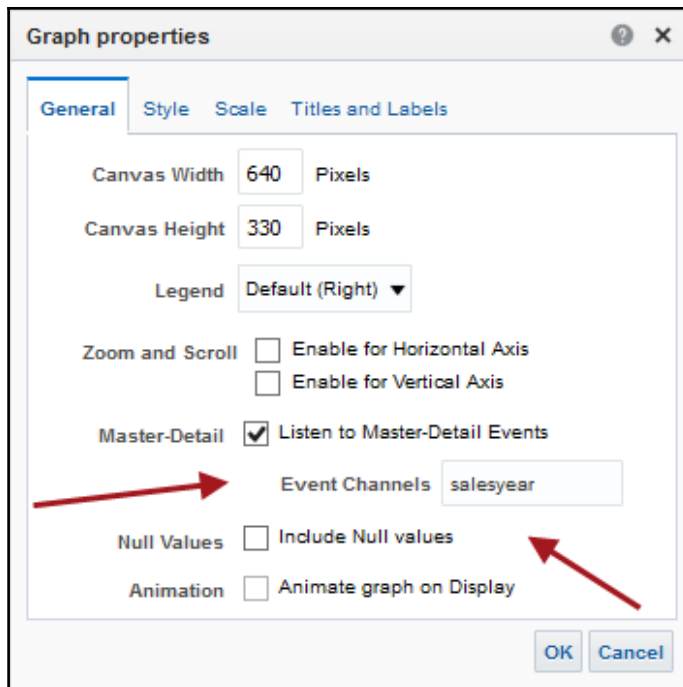 Graph properties
General Style Scale Titles and Labels
Canvas Width 640 Pixels
Canvas Height 330 Pixels
Legend Default (Right)
Zoom and Scroll Enable for Horizontal Axis
Enable for Vertical Axis
Master-Detail Listen to Master-Detail Events
Event Channels salesyear
Null Values Include Null values
Animation Animate graph on Display
OK Cancel